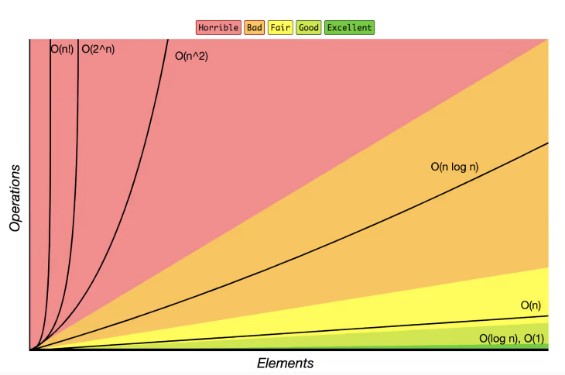 Horrible Bad Fair Good Excellent
O(n!) O(2^n)
O(n^2)
O(n log n)
O(n)
O(log n), O(1)
Operations
Elements